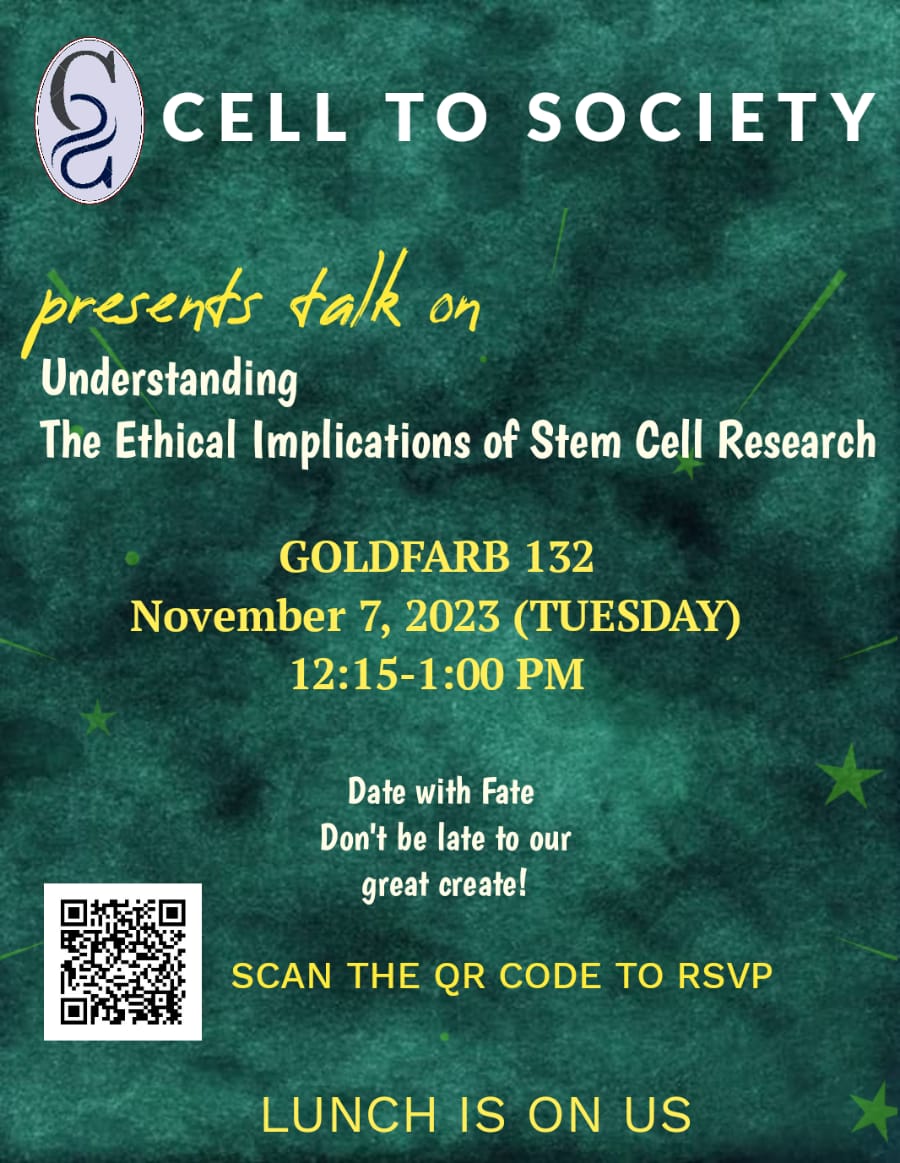 CELL TO SOCIETY
presents talk on
Understanding
The Ethical Implications of Stem Cell Research
GOLDFARB 132
November 7, 2023 (TUESDAY)
12:15-1:00 PM
Date with Fate
Don't be late to our
great create!
SCAN THE QR CODE TO RSVP
LUNCH IS ON US